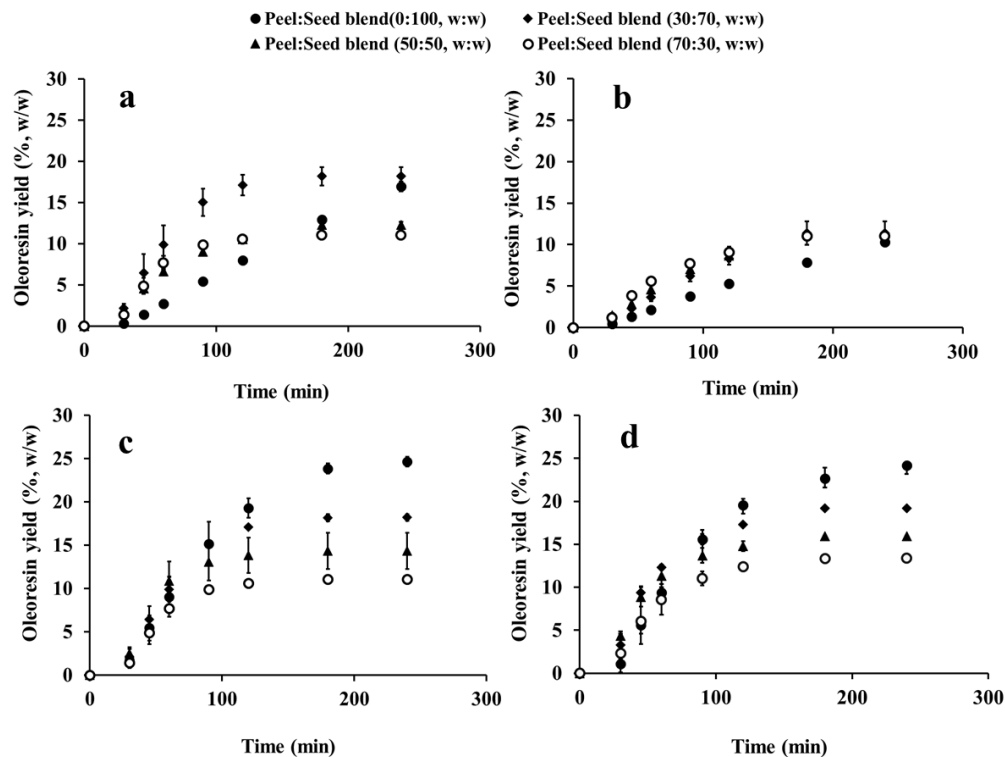 Peel:Seed blend(0:100, w:w)
Peel:Seed blend (30:70, w:w)
Peel:Seed blend (50:50, w:w)
Peel:Seed blend (70:30, w:w)
a
Oleoresin yield (%, w/w)
30
25
20
15
10
5
0
0
100
200
300
Time (min)
b
Oleoresin yield (%, w/w)
30
25
20
15
10
5
0
0
100
200
300
Time (min)
c
Oleoresin yield (%, w/w)
30
25
20
15
10
5
0
0
100
200
300
Time (min)
d
Oleoresin yield (%, w/w)
30
25
20
15
10
5
0
0
100
200
300
Time (min)